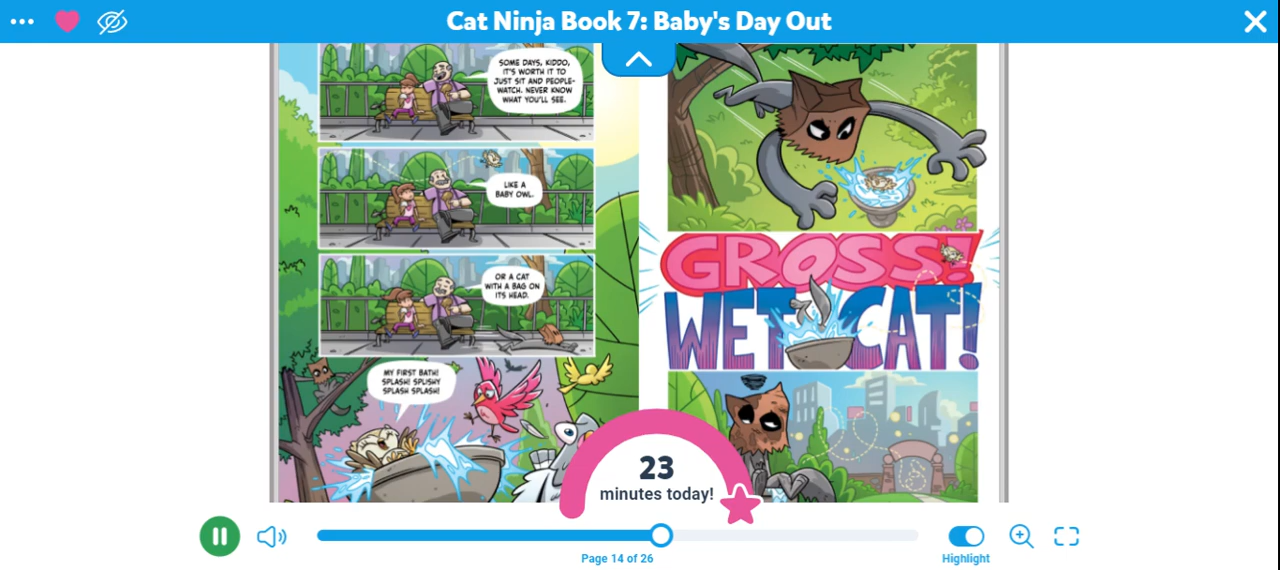 Cat Ninja Book 7: Baby's Day Out
SOME DAYS, KIDDO,
IT'S WORTH IT TO
JUST SIT AND PEOPLE-
WATCH. NEVER KNOW
WHAT YOU'LL SEE.
LIKE A
BABY OWL.
OR A CAT
WITH A BAG ON
ITS HEAD.
MY FIRST BATH!
SPLASH! SPLISHY
SPLASH SPLASH!
GROSS!
WET CAT!
23
minutes today!
Page 14 of 26
Highlight